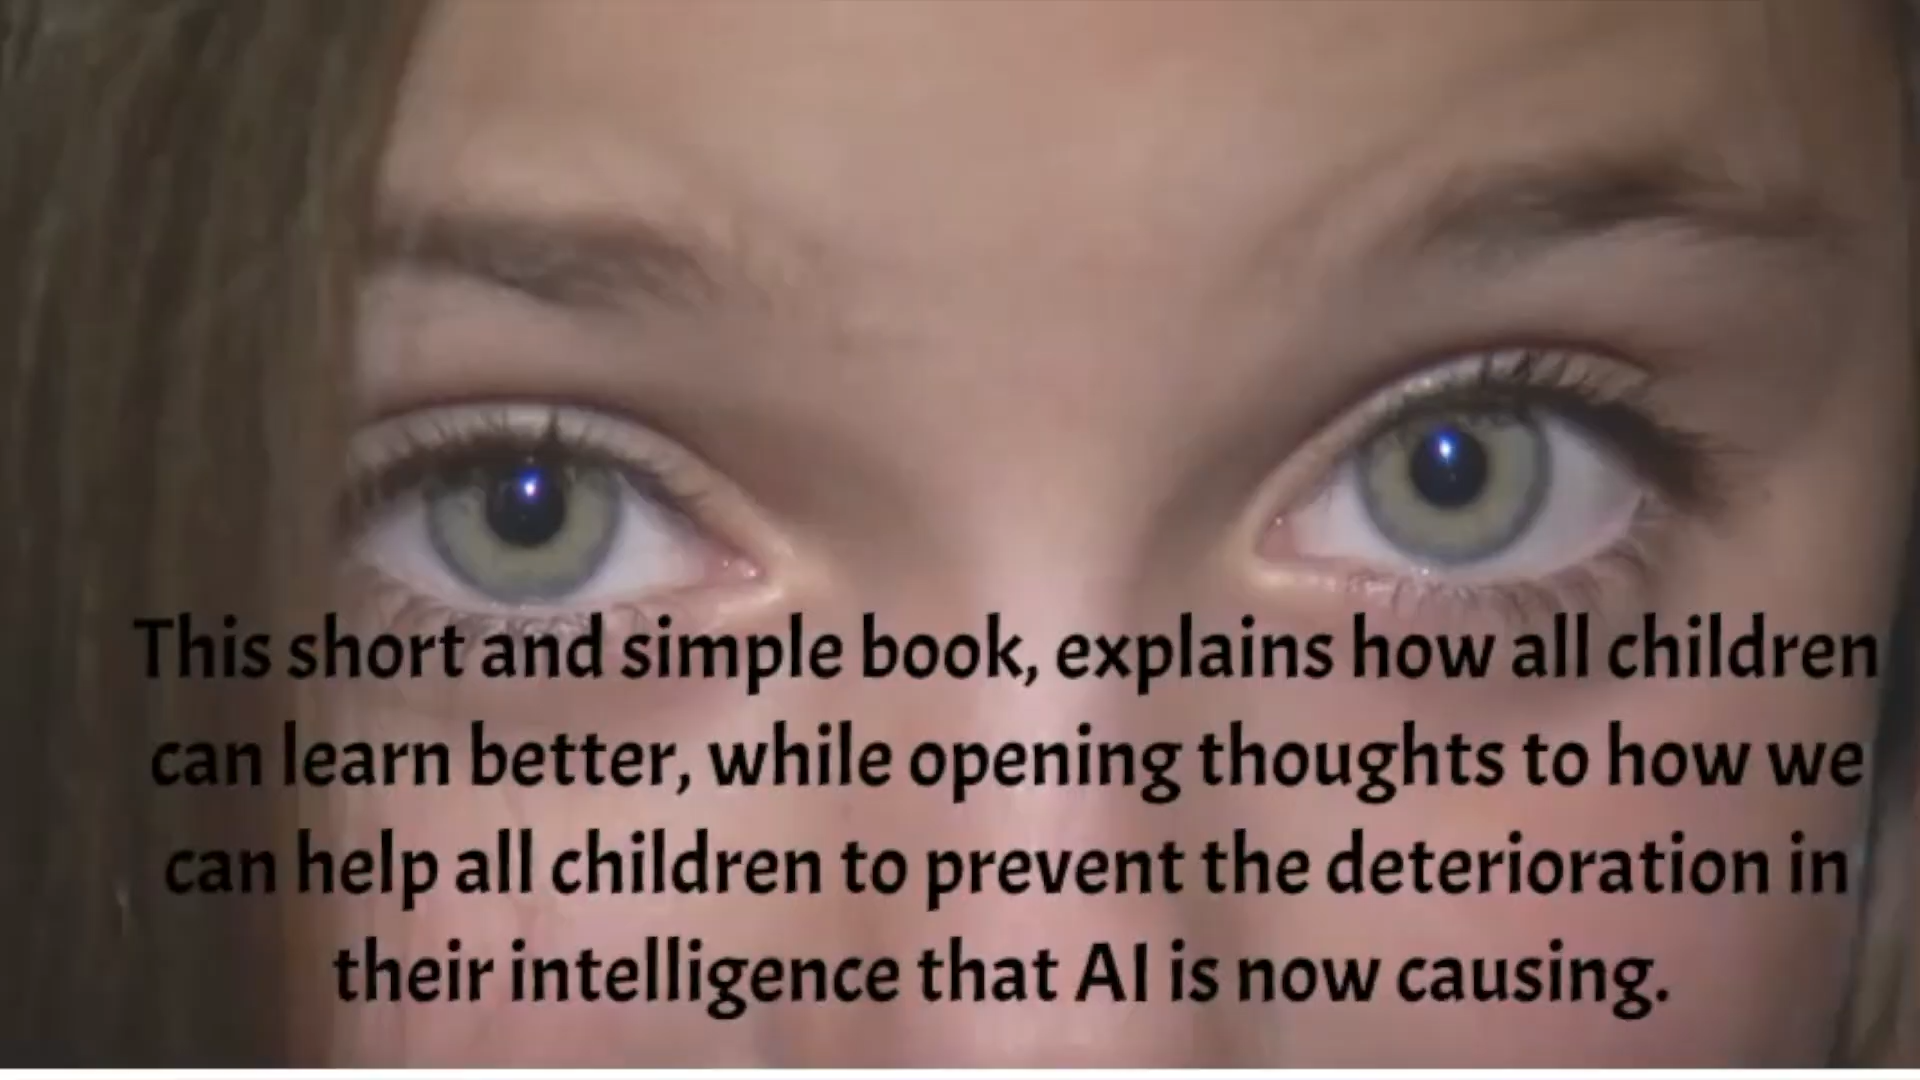 This short and simple book, explains how all children
can learn better, while opening thoughts to how we
can help all children to prevent the deterioration in
their intelligence that AI is now causing.